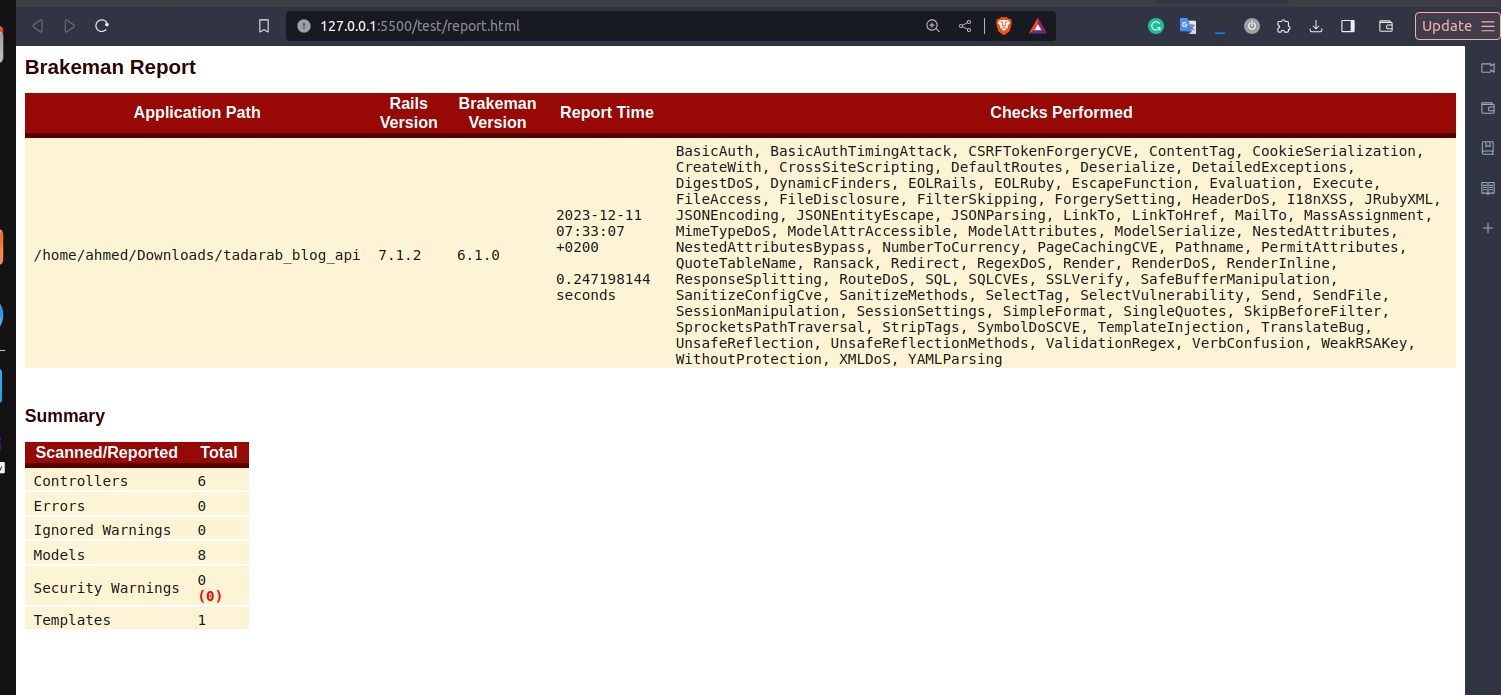 127.0.0.1:5500/test/report.html
Update
Brakeman Report
Application Path
Rails
Version
Brakeman
Version
Report Time
Checks Performed
/home/ahmed/Downloads/tadarab_blog_api
7.1.2
6.1.0
2023-12-11
07:33:07
+0200
0.247198144
seconds
BasicAuth, BasicAuthTimingAttack, CSRFTokenForgeryCVE, ContentTag, CookieSerialization,
CreateWith, CrossSiteScripting, DefaultRoutes, Deserialize, DetailedExceptions,
DigestDoS, DynamicFinders, EOLRails, EOLRuby, EscapeFunction, Evaluation, Execute,
FileAccess, FileDisclosure, FilterSkipping, ForgerySetting, HeaderDoS, I18nXSS, JRubyXML,
JSONEncoding, JSONEntityEscape, JSONParsing, LinkTo, LinkToHref, MailTo, MassAssignment,
MimeTypeDoS, ModelAttrAccessible, ModelAttributes, ModelSerialize, NestedAttributes,
NestedAttributesBypass, NumberToCurrency, PageCachingCVE, Pathname, PermitAttributes,
QuoteTableName, Ransack, Redirect, RegexDoS, Render, RenderDoS, RenderInline,
ResponseSplitting, RouteDoS, SQL, SQLCVEs, SSLVerify, SafeBufferManipulation,
SanitizeConfigCve, SanitizeMethods, SelectTag, SelectVulnerability, Send, SendFile,
SessionManipulation, SessionSettings, SimpleFormat, SingleQuotes, SkipBeforeFilter,
SprocketsPathTraversal, StripTags, SymbolDoSCVE, TemplateInjection, TranslateBug,
UnsafeReflection, UnsafeReflectionMethods, ValidationRegex, VerbConfusion, WeakRSAKey,
WithoutProtection, XMLDoS, YAMLParsing
Summary
Scanned/Reported Total
Controllers 6
Errors 0
Ignored Warnings 0
Models 8
Security Warnings 0
(0)
Templates 1